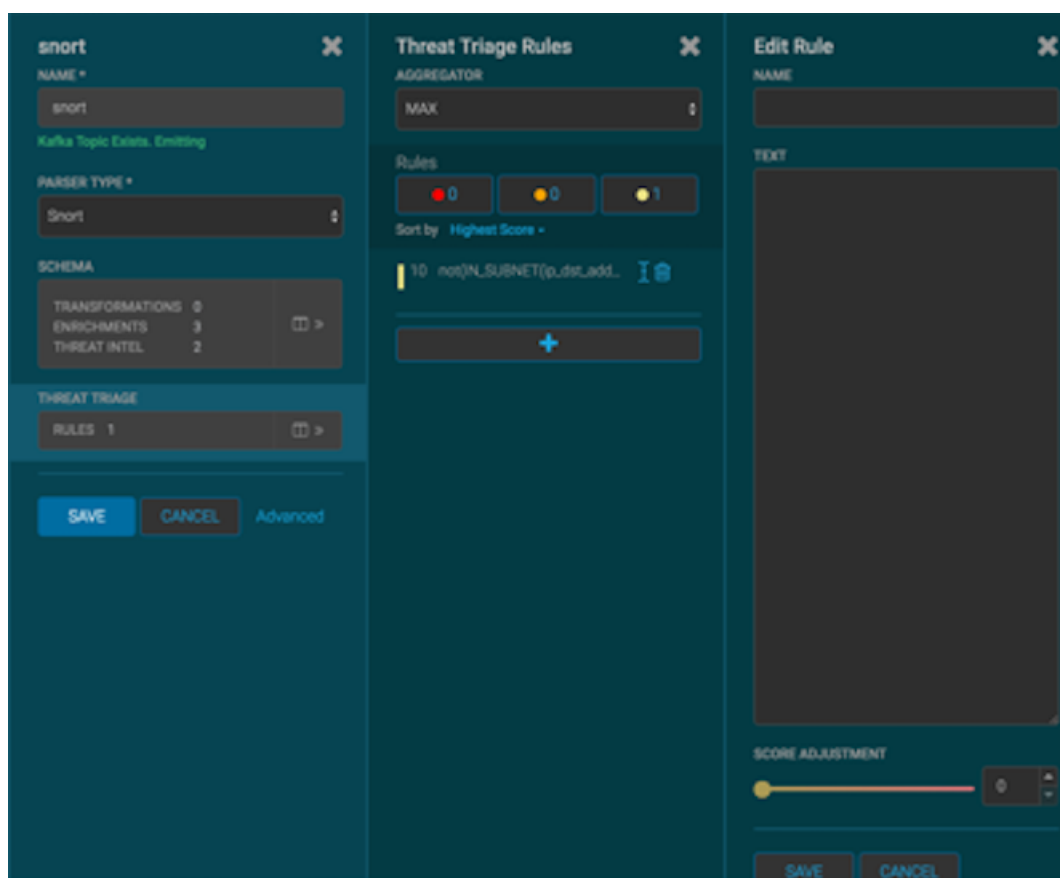 snort
NAME *
snort
Kafka Topic Exists. Emitting
PARSER TYPE *
Snort
SCHEMA
TRANSFORMATIONS 0
ENRICHMENTS 3
THREAT INTEL 2
THREAT TRIAGE
RULES 1
SAVE CANCEL Advanced
Threat Triage Rules
AGGREGATOR
MAX
Rules
0 0 1
Sort by Highest Score
10 not(IN_SUBNET(ip_dst_add...
Edit Rule
NAME
TEXT
SCORE ADJUSTMENT
0
SAVE CANCEL